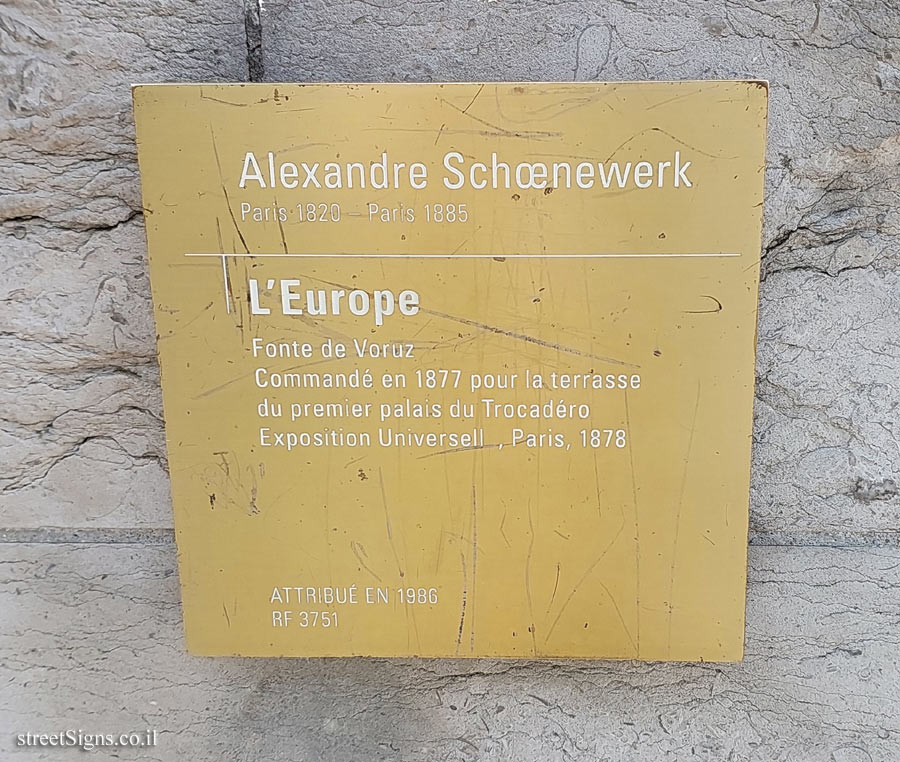 Alexandre Schœnewerk
Paris 1820 – Paris 1885
L'Europe
Fonte de Voruz
Commandé en 1877 pour la terrasse
du premier palais du Trocadéro
Exposition Universell , Paris, 1878
ATTRIBUÉ EN 1986
RF 3751
streetSigns.co.il